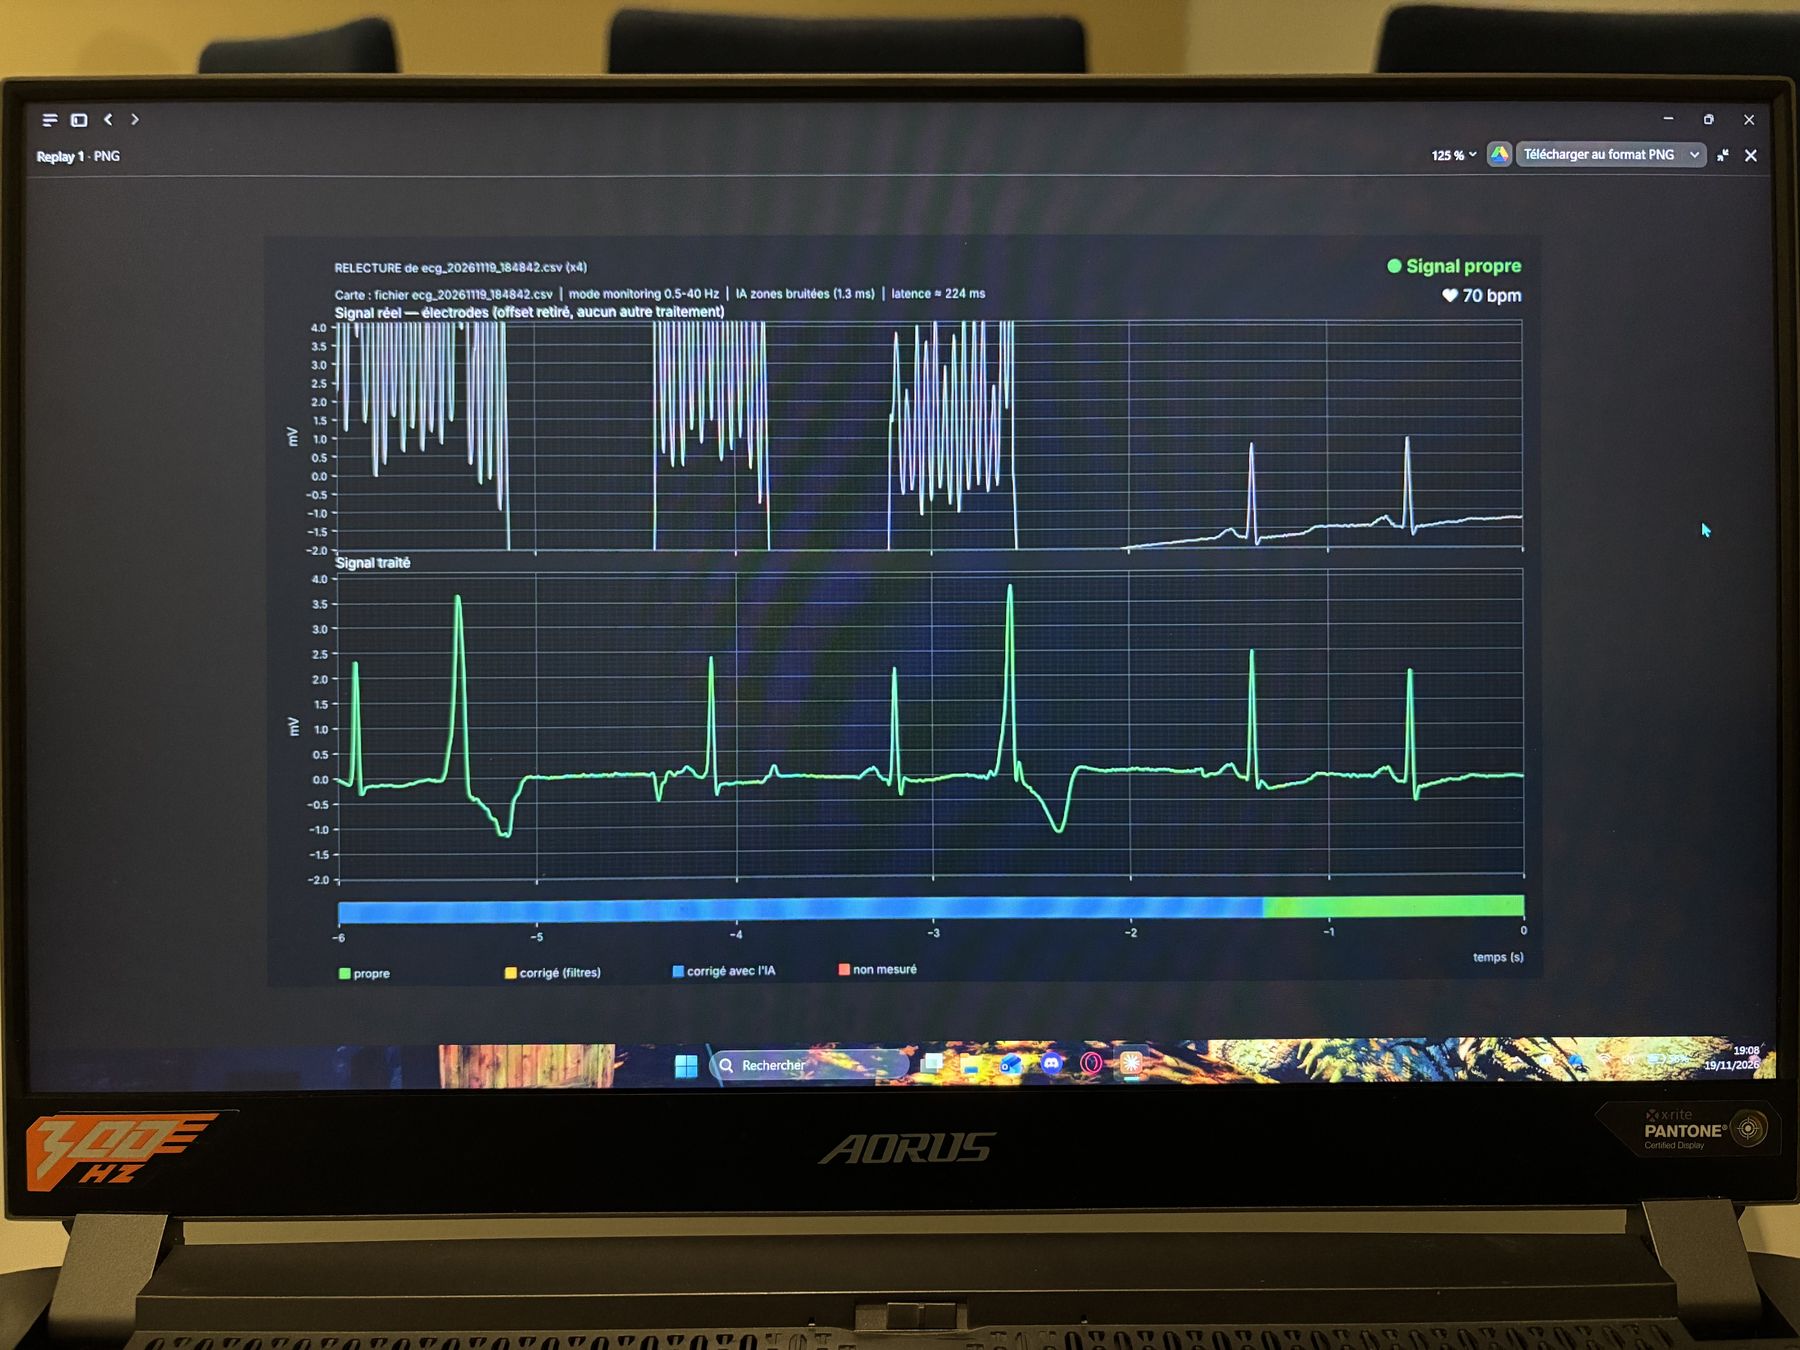 Replay 1 · PNG
125 %
Télécharger au format PNG
RELECTURE de ecg_20261119_184842.csv (x4)
Signal propre
Carte : fichier ecg_20261119_184842.csv | mode monitoring 0.5-40 Hz | IA zones bruitées (1.3 ms) | latence ≈ 224 ms
70 bpm
Signal réel — électrodes (offset retiré, aucun autre traitement)
4.0
3.5
3.0
2.5
2.0
1.5
1.0
0.5
0.0
-0.5
-1.0
-1.5
-2.0
mV
Signal traité
4.0
3.5
3.0
2.5
2.0
1.5
1.0
0.5
0.0
-0.5
-1.0
-1.5
-2.0
mV
-6 -5 -4 -3 -2 -1 0
temps (s)
propre corrigé (filtres) corrigé avec l'IA non mesuré
Rechercher
19:08
19/11/2026
300
HZ
AORUS
x-rite
PANTONE®
Certified Display